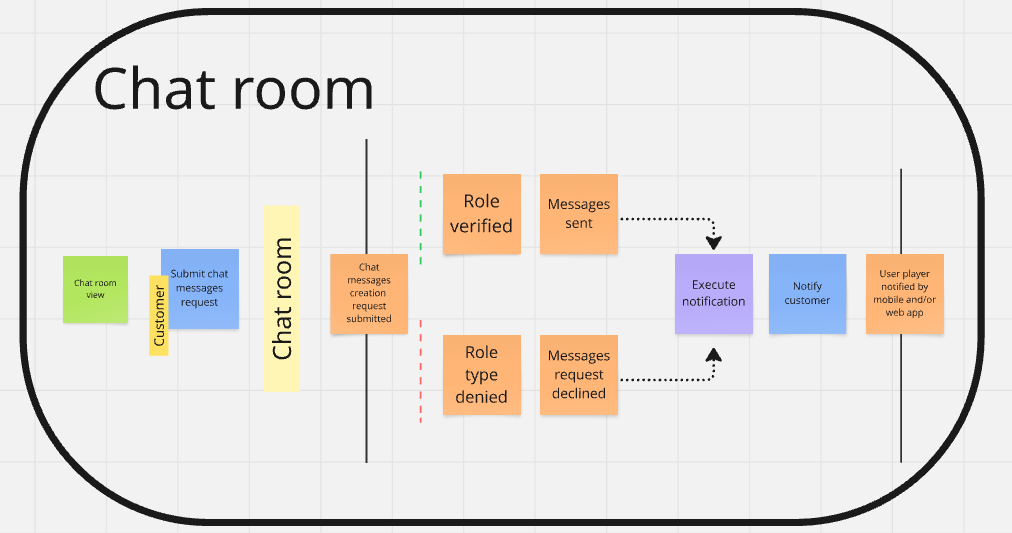 Chat room
Chat room
view
Customer
Submit chat
messages
request
Chat room
Chat
messages
creation
request
submitted
Role
verified
Messages
sent
Role
type
denied
Messages
request
declined
Execute
notification
Notify
customer
User player
notified by
mobile and/or
web app